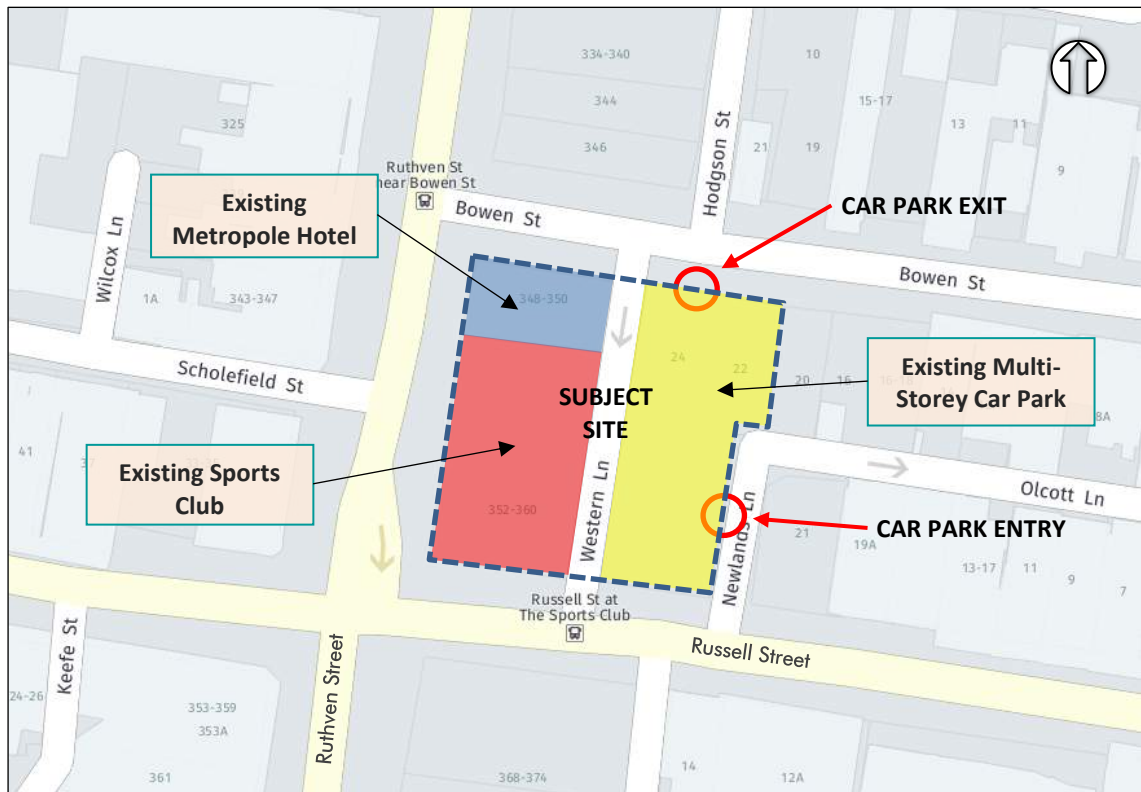 334-340
10
344
15-17
325
13
11
346
21
19
9
Hodgson St
Ruthven St
near Bowen St
Existing
Metropole Hotel
Bowen St
CAR PARK EXIT
Wilcox Ln
Bowen St
1A
343-347
348-350
24
22
20
16
Existing Multi-
Storey Car Park
8A
Scholefield St
SUBJECT
SITE
41
37
Existing Sports
Club
Olcott Ln
352-360
Western Ln
CAR PARK ENTRY
Newlands Ln
21
19A
13-17
11
9
7
Russell St at
The Sports Club
Keefe St
Russell Street
Ruthven Street
24-26
353-359
353A
361
368-374
14
12A